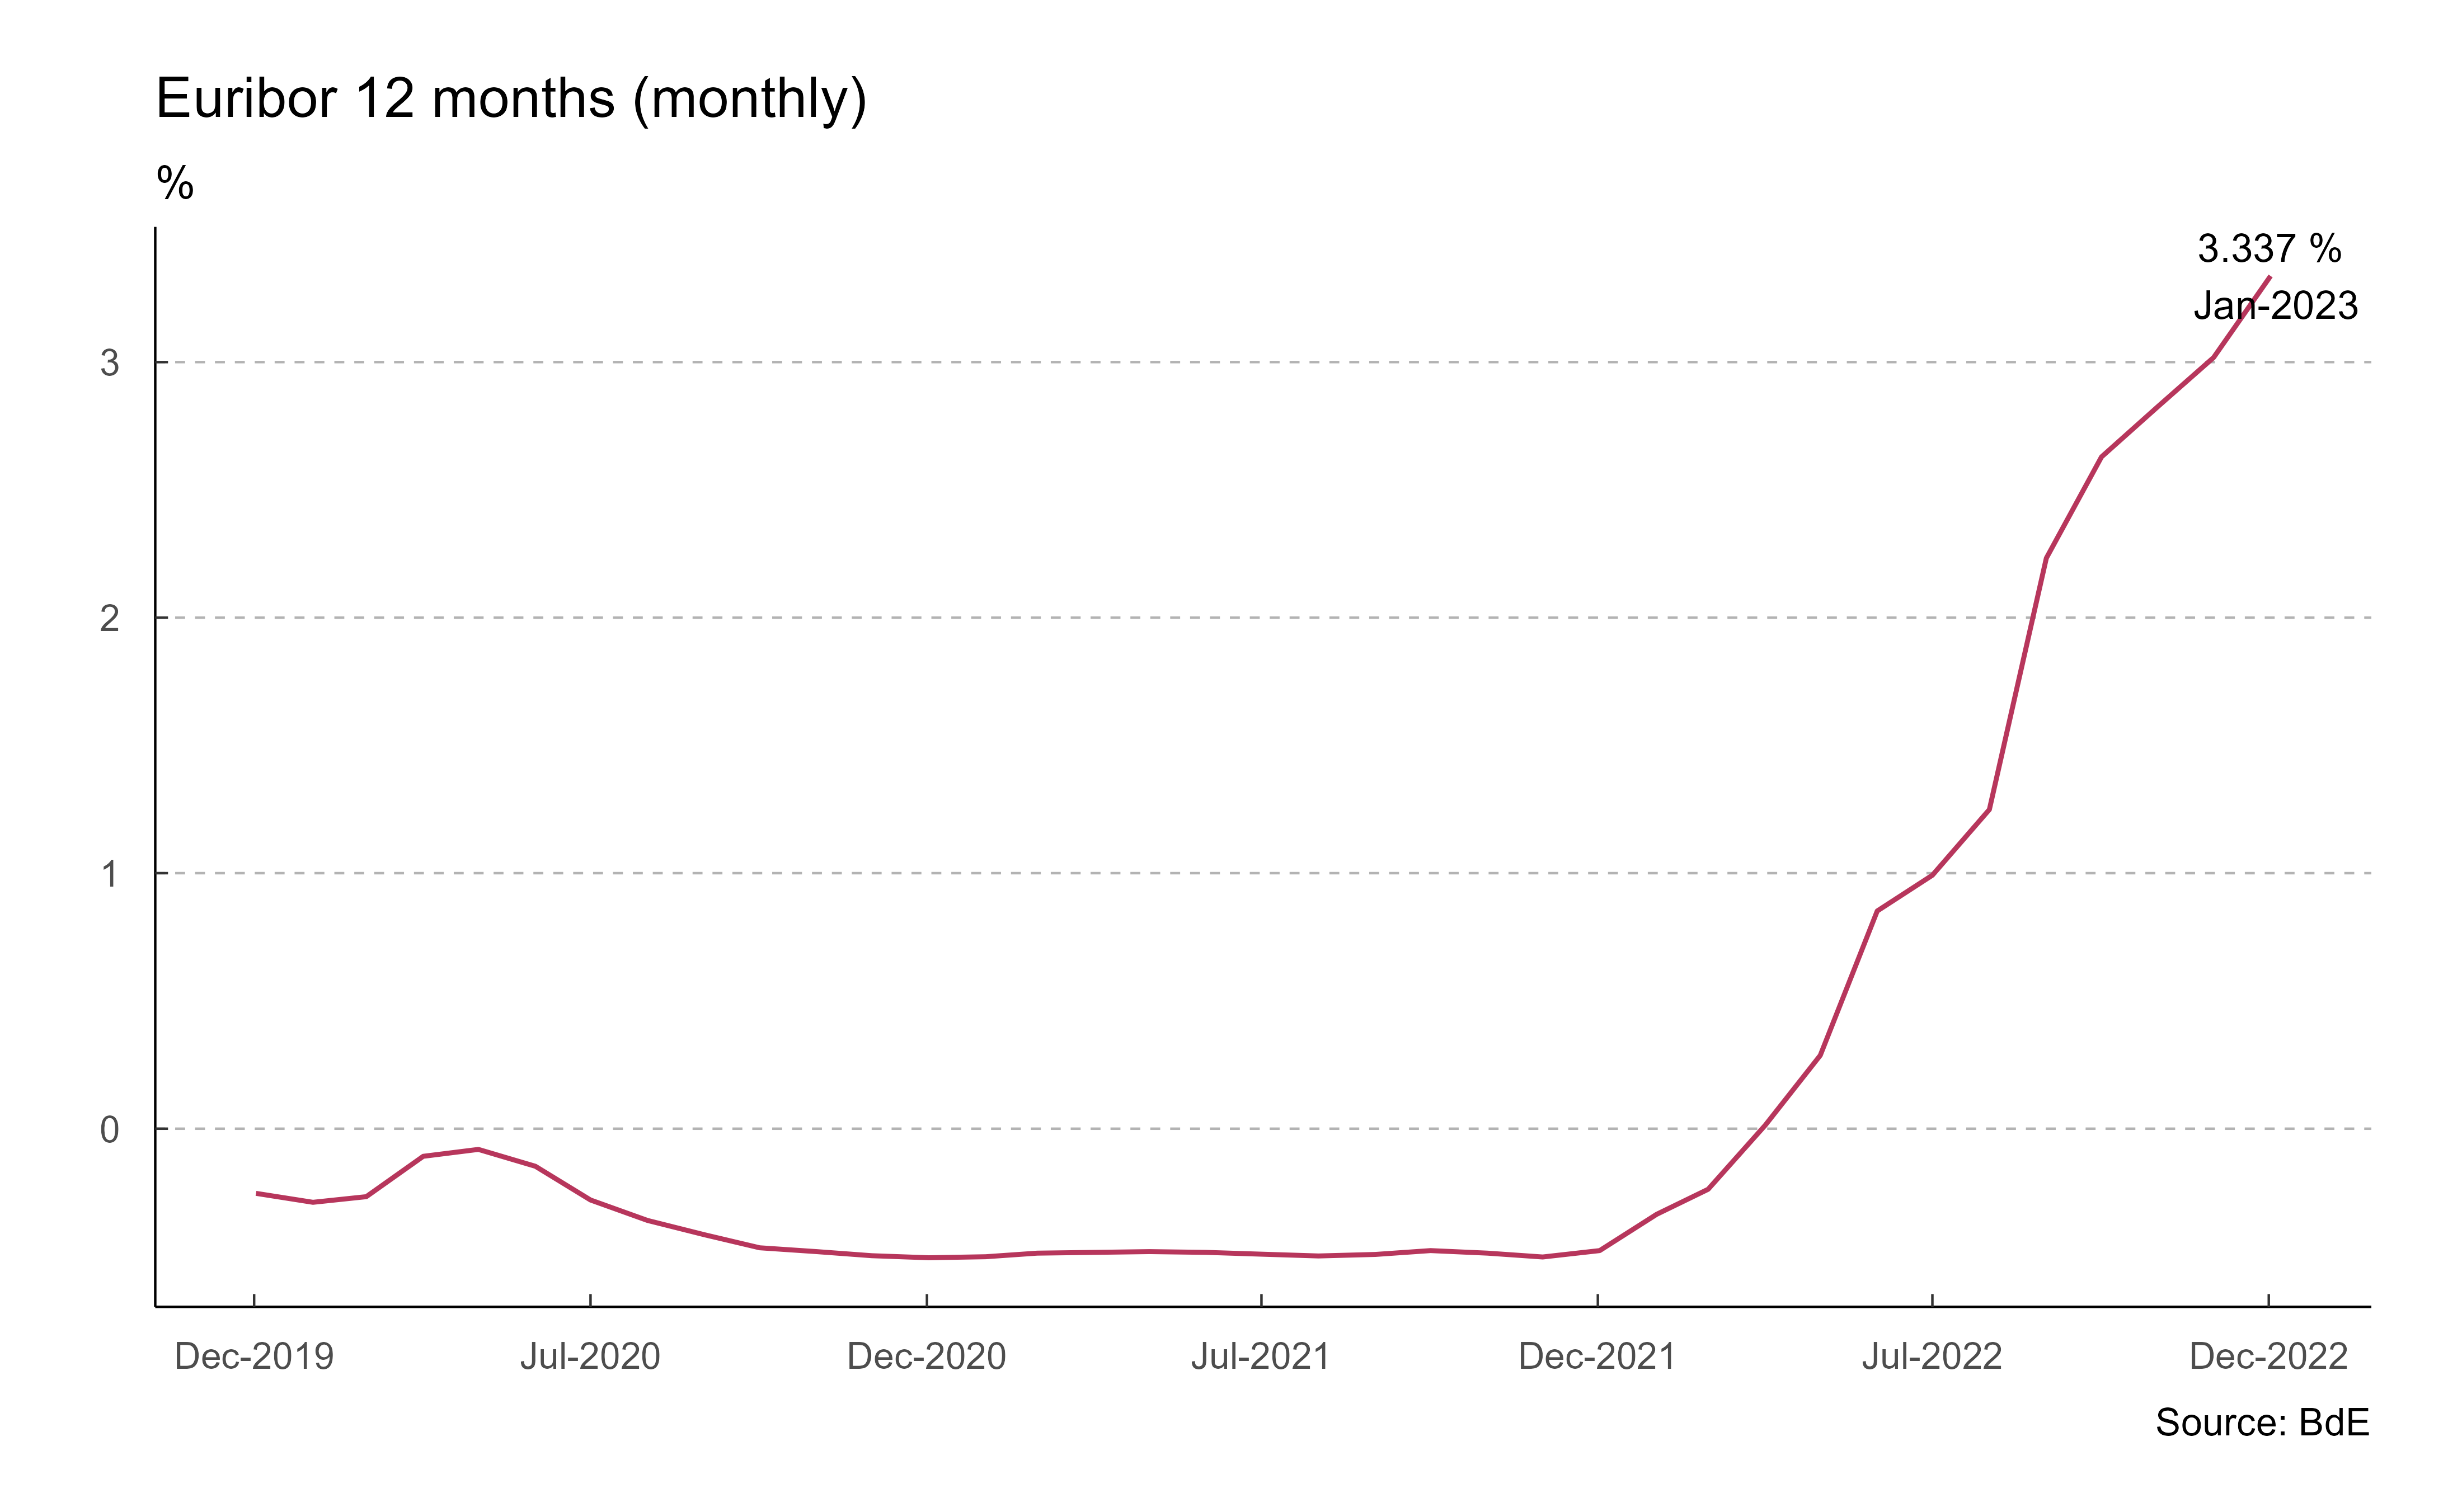 Euribor 12 months (monthly)
%
3.337 %
Jan-2023
3
2
1
0
Dec-2019 Jul-2020 Dec-2020 Jul-2021 Dec-2021 Jul-2022 Dec-2022
Source: BdE